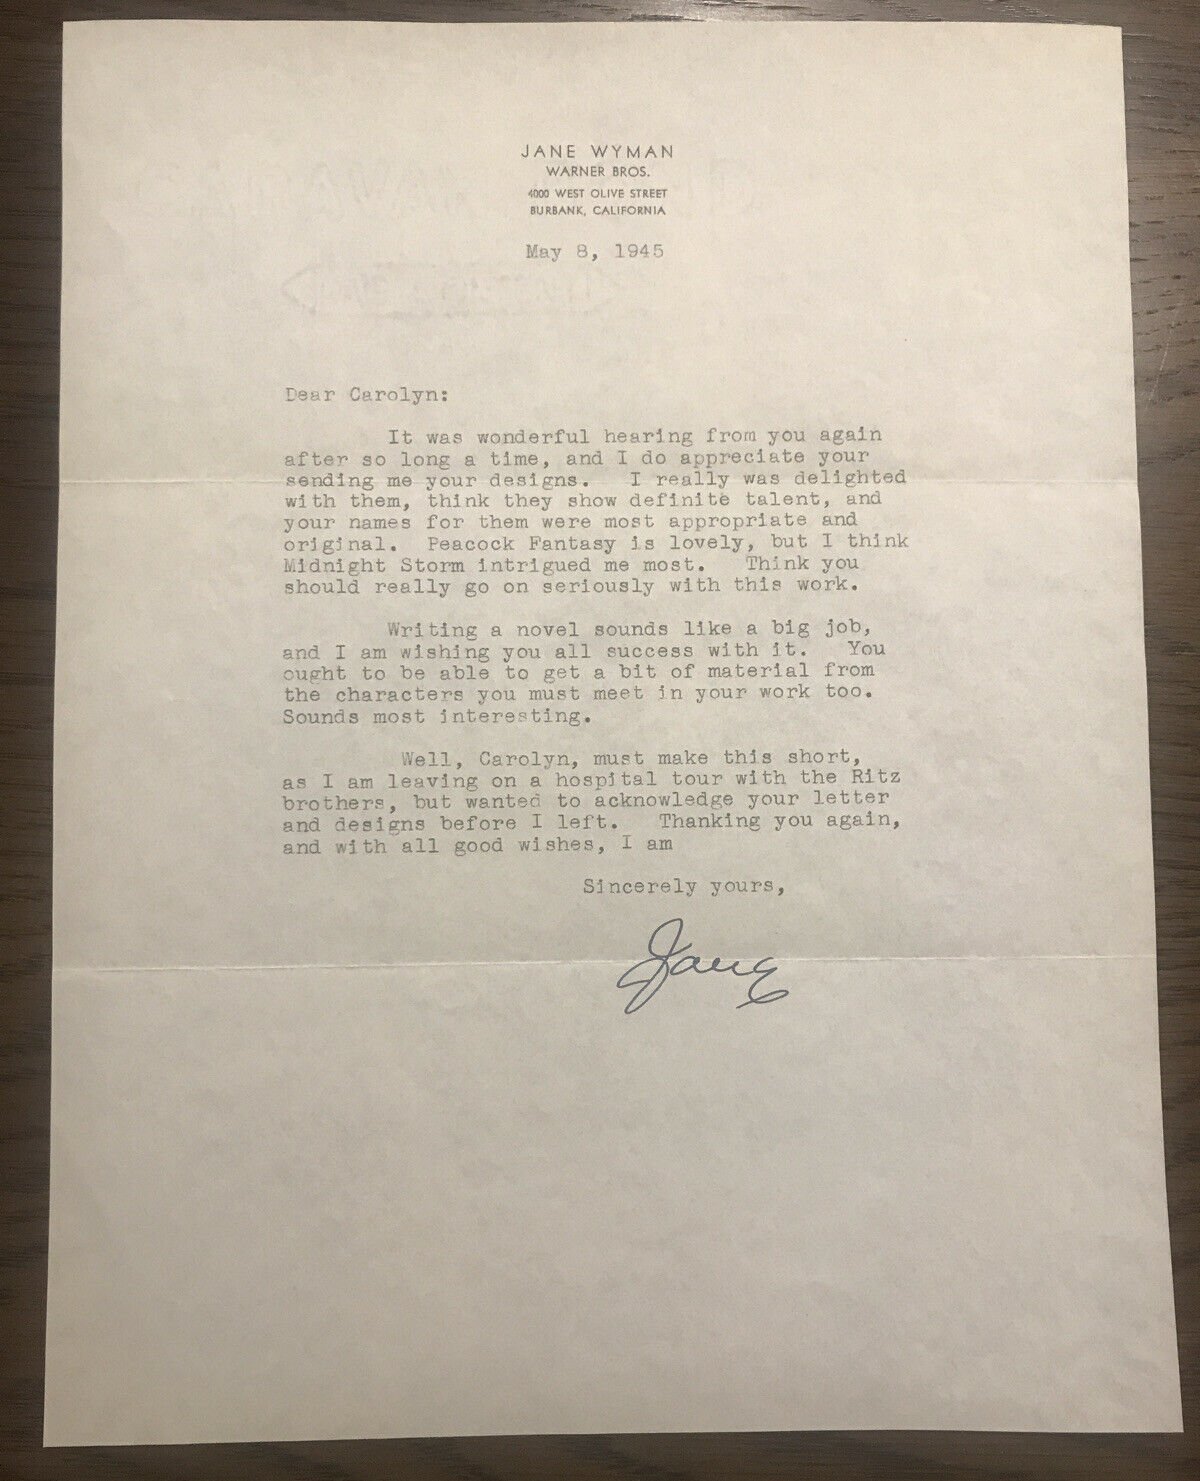 JANE WYMAN
WARNER BROS.
4000 WEST OLIVE STREET
BURBANK, CALIFORNIA
May 8, 1945
Dear Carolyn:
It was wonderful hearing from you again
after so long a time, and I do appreciate your
sending me your designs. I really was delighted
with them, think they show definite talent, and
your names for them were most appropriate and
original. Peacock Fantasy is lovely, but I think
Midnight Storm intrigued me most. Think you
should really go on seriously with this work.
Writing a novel sounds like a big job,
and I am wishing you all success with it. You
ought to be able to get a bit of material from
the characters you must meet in your work too.
Sounds most interesting.
Well, Carolyn, must make this short,
as I am leaving on a hospital tour with the Ritz
brothers, but wanted to acknowledge your letter
and designs before I left. Thanking you again,
and with all good wishes, I am
Sincerely yours,
Jane